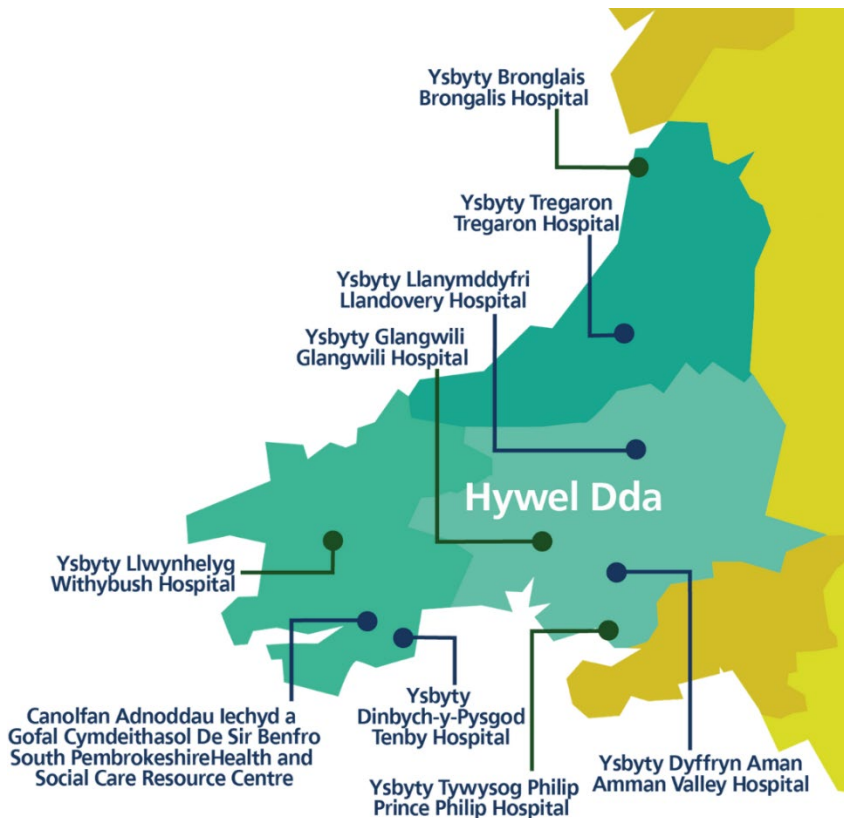 Ysbyty Bronglais
Brongalis Hospital
Ysbyty Tregaron
Tregaron Hospital
Ysbyty Llanymddyfri
Llandovery Hospital
Ysbyty Glangwili
Glangwili Hospital
Hywel Dda
Ysbyty Llwynhelyg
Withybush Hospital
Canolfan Adnoddau Iechyd a
Gofal Cymdeithasol De Sir Benfro
South PembrokeshireHealth and
Social Care Resource Centre
Ysbyty
Dinbych-y-Pysgod
Tenby Hospital
Ysbyty Tywysog Philip
Prince Philip Hospital
Ysbyty Dyffryn Aman
Amman Valley Hospital